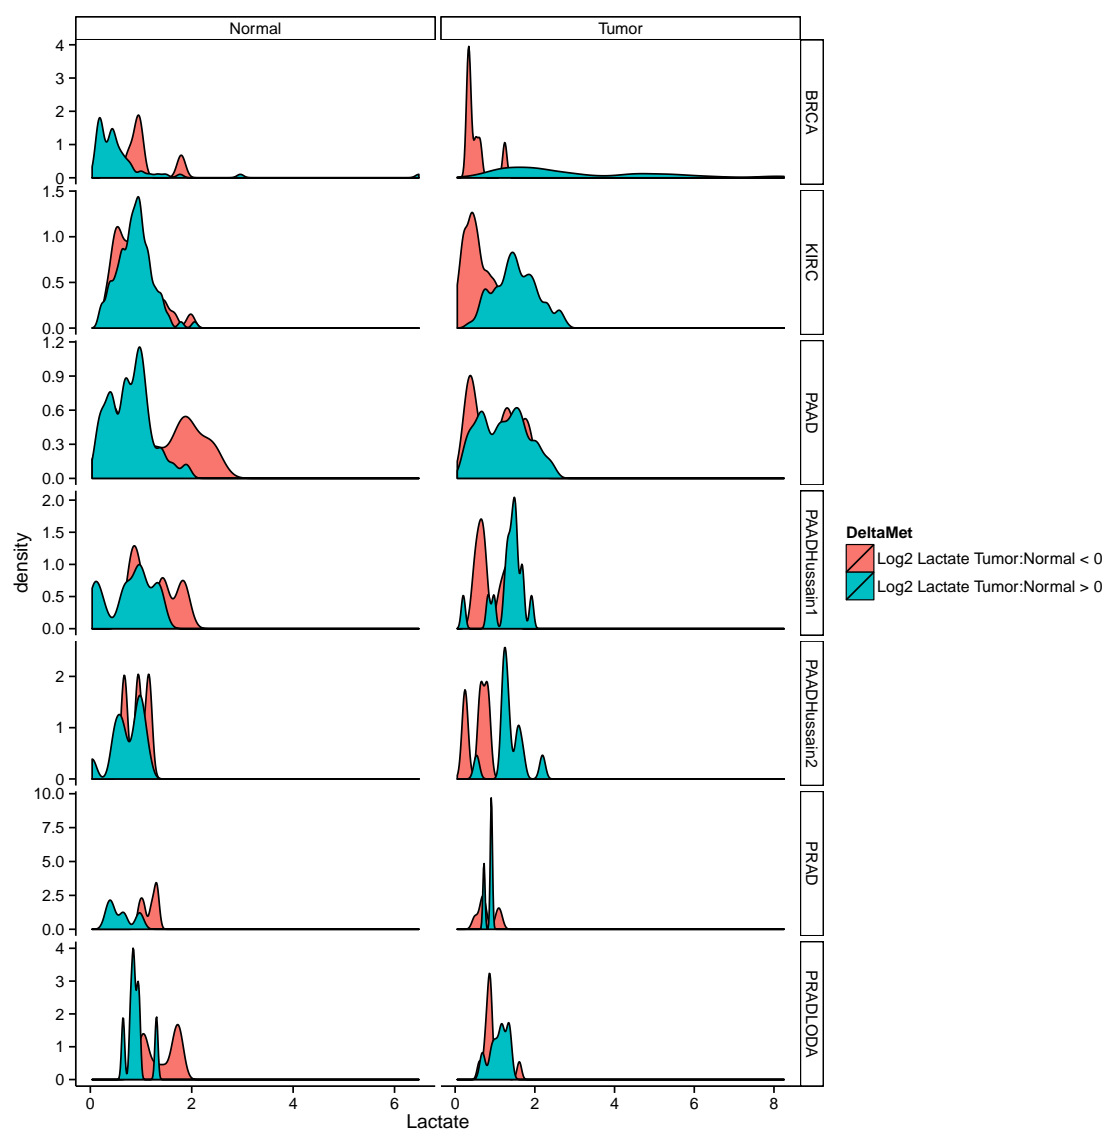 Normal
Tumor
4
3
2
1
0
BRCA
1.5
1.0
0.5
0.0
KIRC
1.2
0.9
0.6
0.3
0.0
PAAD
2.0
1.5
1.0
0.5
0.0
PAADHussain1
2
1
0
PAADHussain2
10.0
7.5
5.0
2.5
0.0
PRAD
4
3
2
1
0
PRADLODA
density
0 2 4 6
0 2 4 6 8
Lactate
DeltaMet
Log2 Lactate Tumor:Normal < 0
Log2 Lactate Tumor:Normal > 0